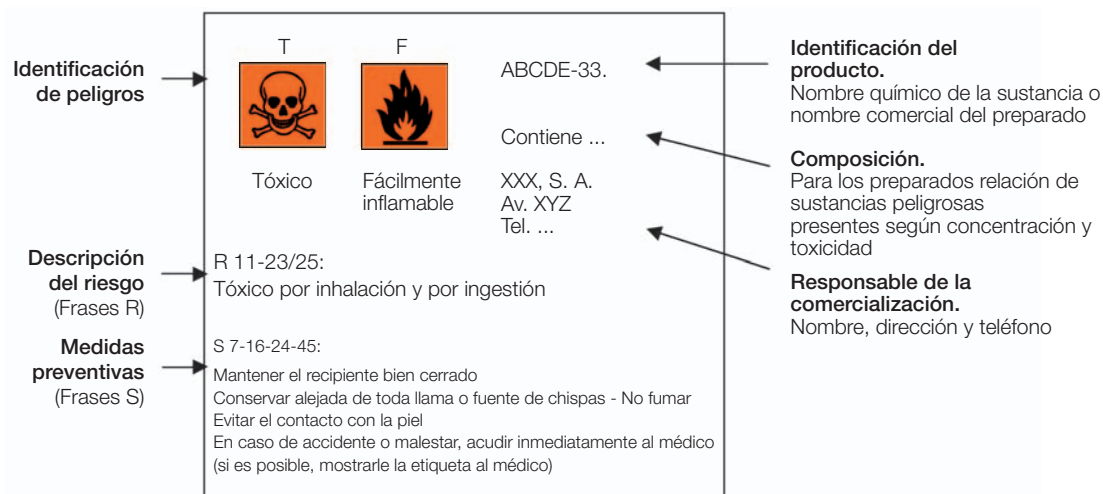 Identificación
de peligros
T
F
Tóxico
Fácilmente
inflamable
ABCDE-33.
Contiene ...
XXX, S. A.
Av. XYZ
Tel. ...
Identificación del
producto.
Nombre químico de la sustancia o
nombre comercial del preparado
Composición.
Para los preparados relación de
sustancias peligrosas
presentes según concentración y
toxicidad
Responsable de la
comercialización.
Nombre, dirección y teléfono
Descripción
del riesgo
(Frases R)
R 11-23/25:
Tóxico por inhalación y por ingestión
Medidas
preventivas
(Frases S)
S 7-16-24-45:
Mantener el recipiente bien cerrado
Conservar alejada de toda llama o fuente de chispas - No fumar
Evitar el contacto con la piel
En caso de accidente o malestar, acudir inmediatamente al médico
(si es posible, mostrarle la etiqueta al médico)